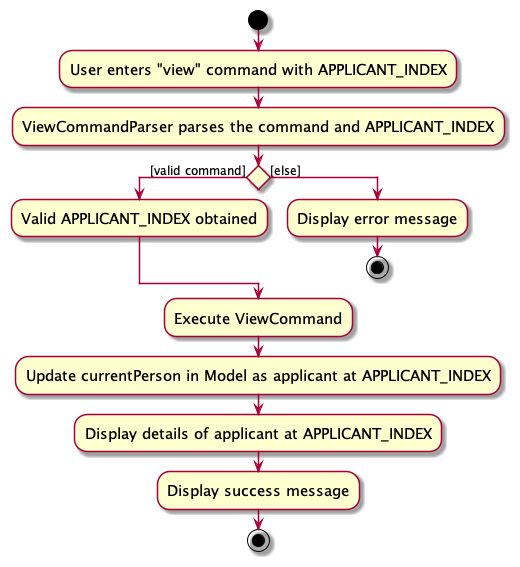 User enters "view" command with APPLICANT_INDEX
ViewCommandParser parses the command and APPLICANT_INDEX
[valid command]
[else]
Valid APPLICANT_INDEX obtained
Display error message
Execute ViewCommand
Update currentPerson in Model as applicant at APPLICANT_INDEX
Display details of applicant at APPLICANT_INDEX
Display success message